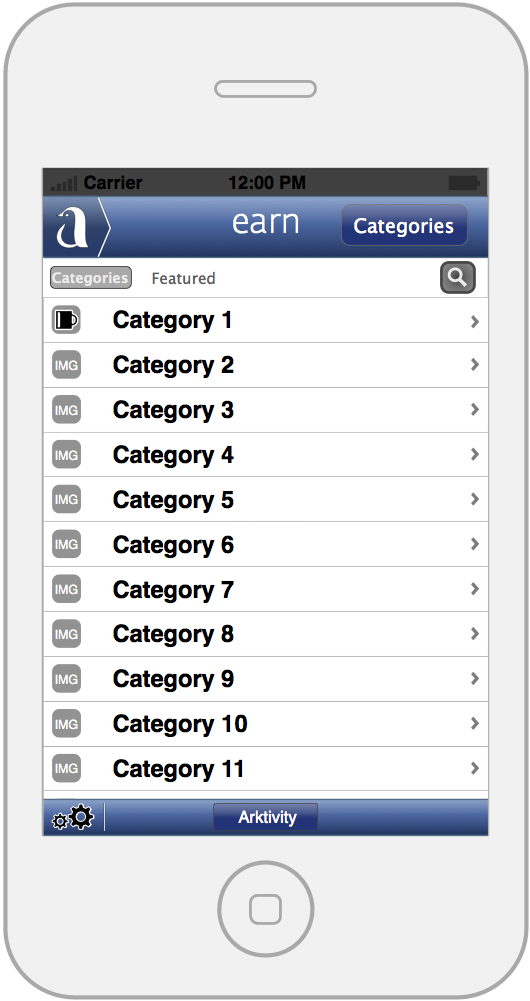 Carrier 12:00 PM
a earn Categories
Categories Featured
Category 1
IMG Category 2
IMG Category 3
IMG Category 4
IMG Category 5
IMG Category 6
IMG Category 7
IMG Category 8
IMG Category 9
IMG Category 10
IMG Category 11
Arktivity